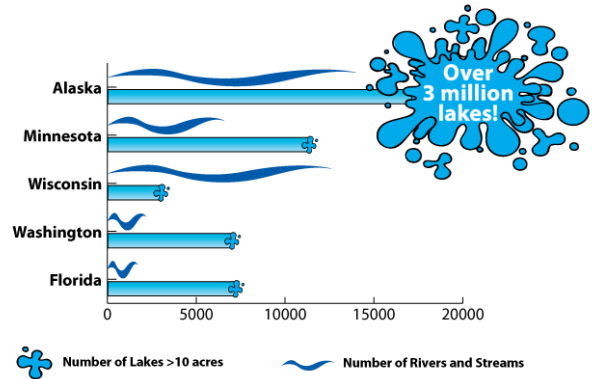 Over
3 million
lakes!
Alaska
Minnesota
Wisconsin
Washington
Florida
0 5000 10000 15000 20000
Number of Lakes >10 acres
Number of Rivers and Streams